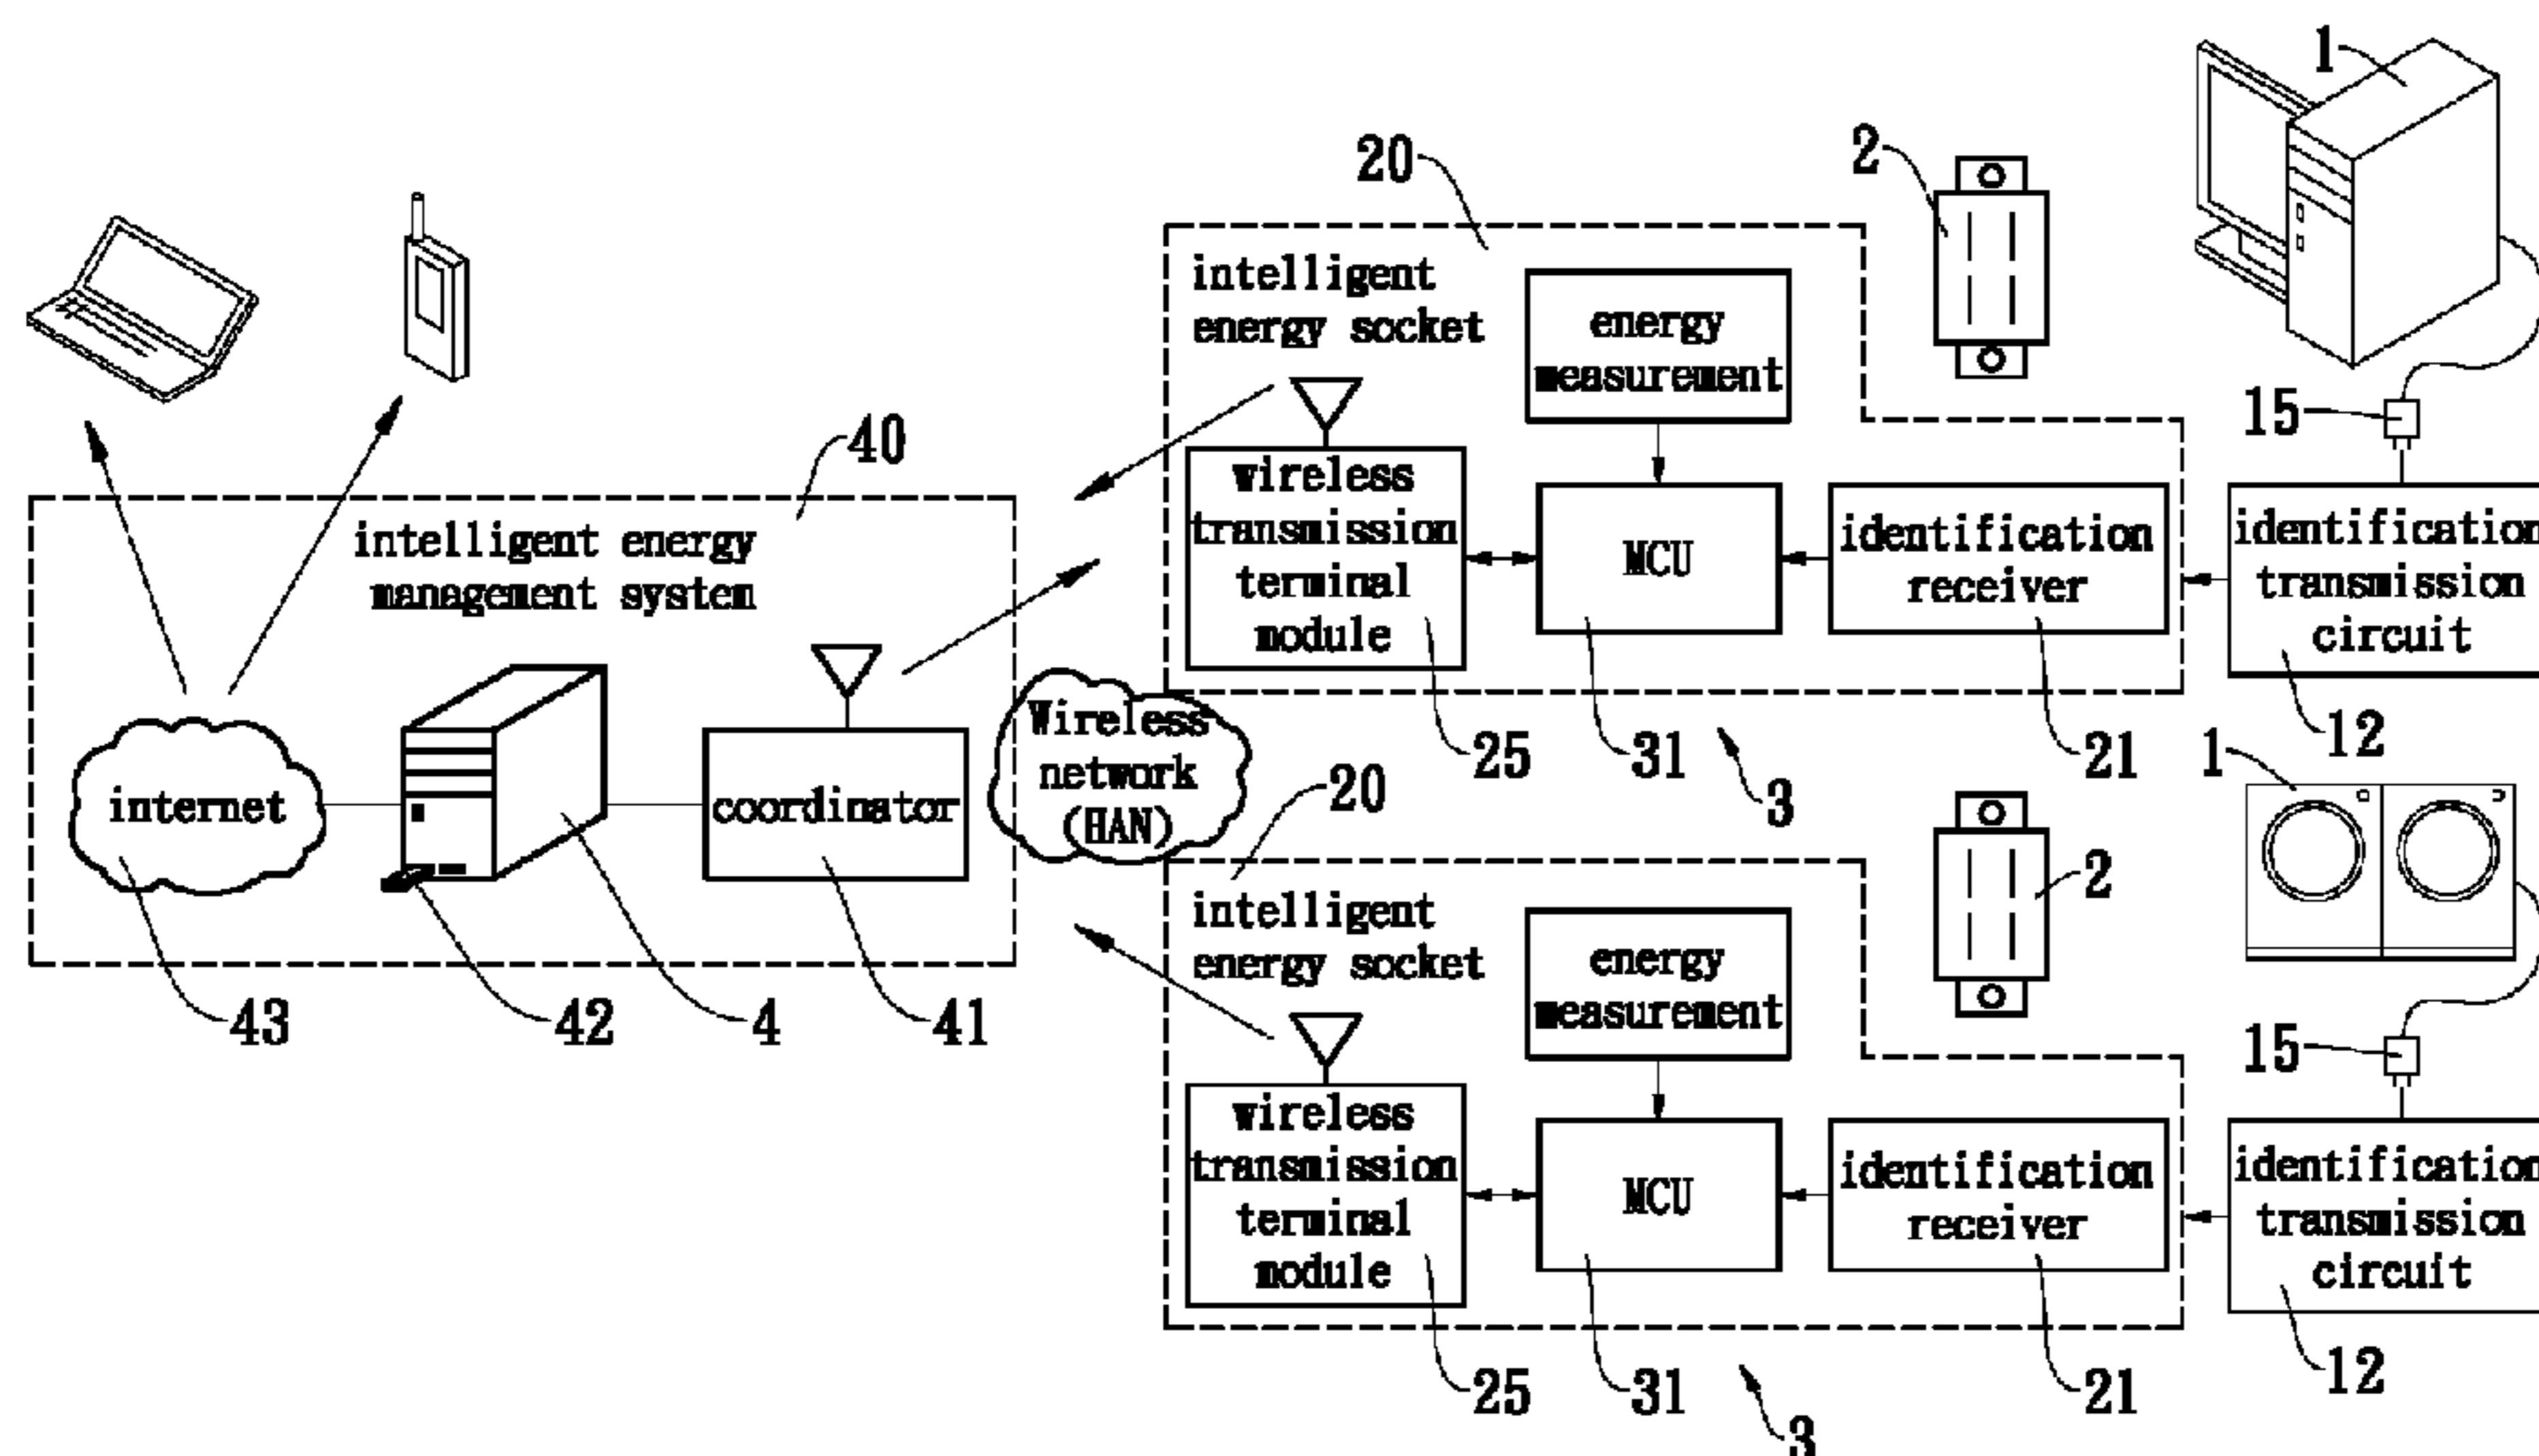 1
20
2
intelligent
energy socket
energy
measurement
15
40
intelligent energy
management system
wireless
transmission
terminal
module
MCU
identification
receiver
identification
transmission
circuit
25
31
3
21
12
internet
coordinator
Wireless
network
(HAN)
43
42
4
41
20
1
2
intelligent
energy socket
energy
measurement
15
wireless
transmission
terminal
module
MCU
identification
receiver
identification
transmission
circuit
25
31
3
21
12